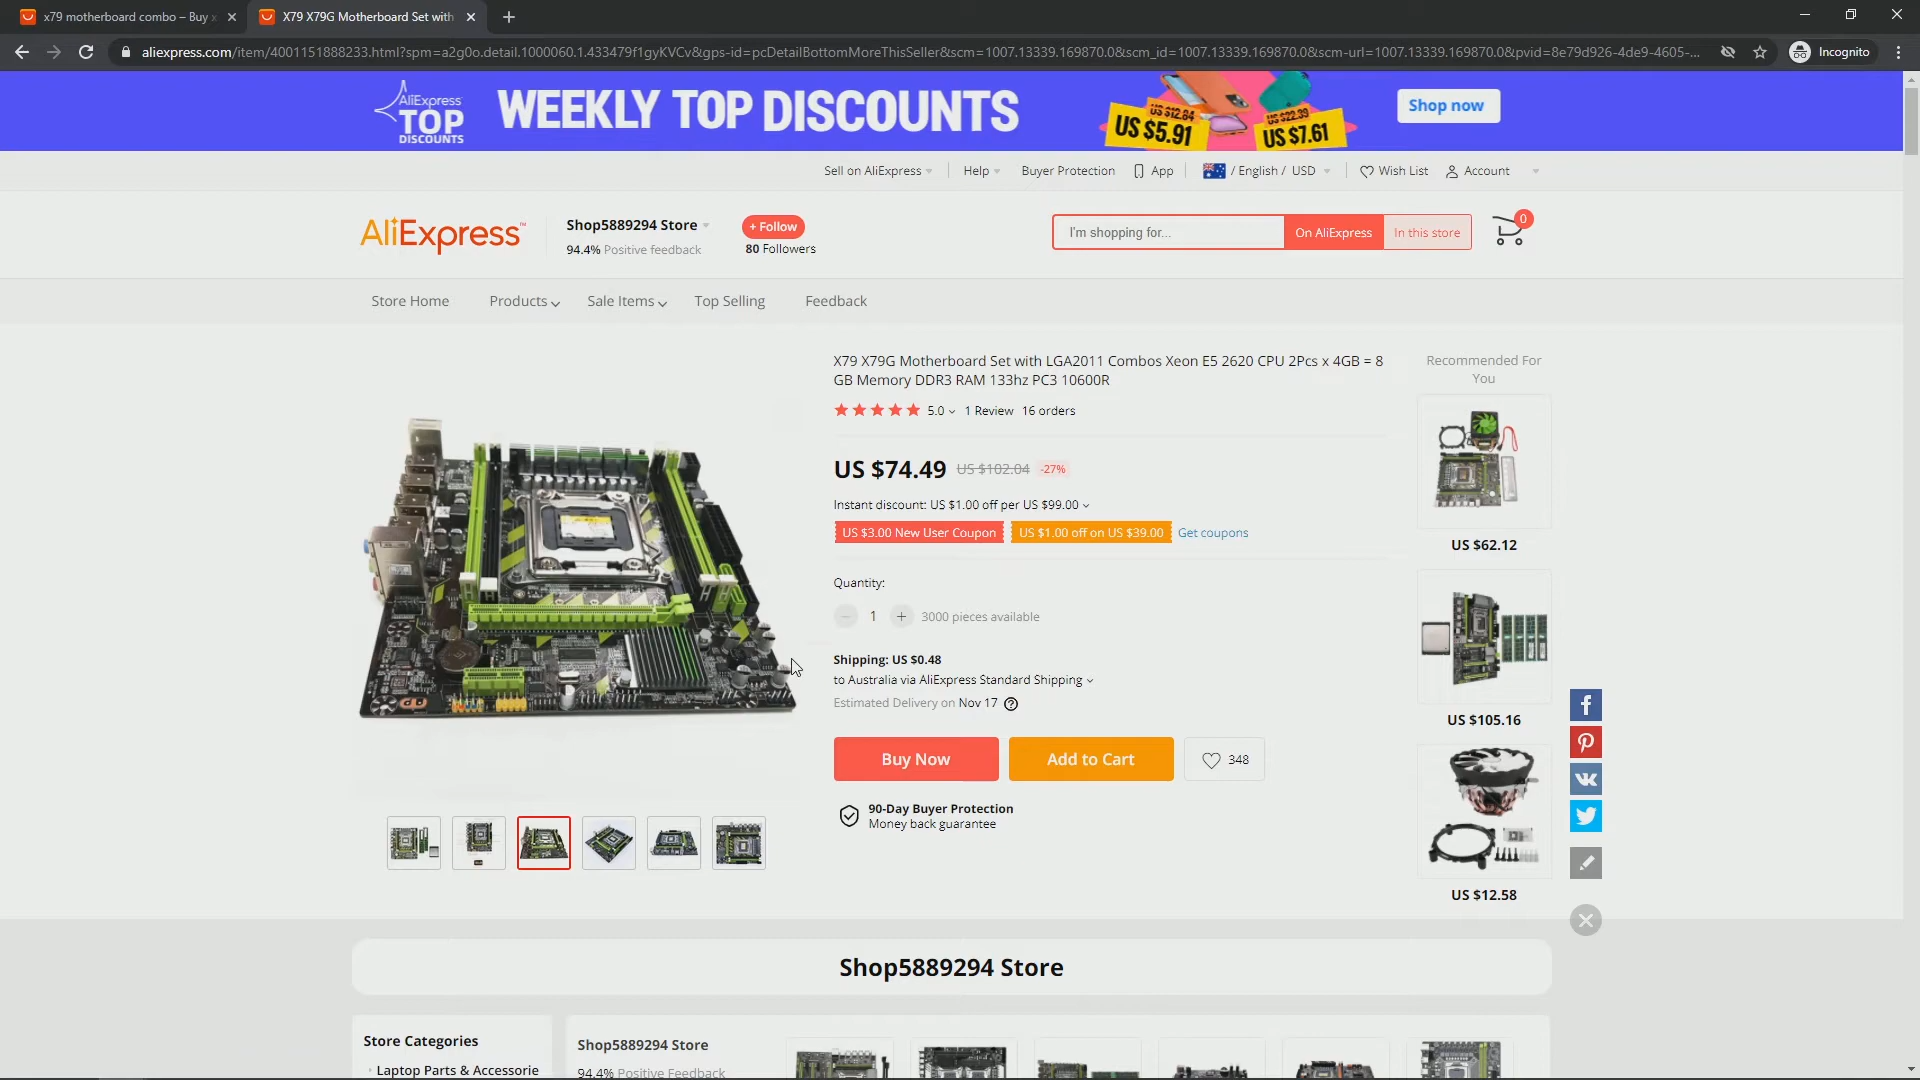 x79 motherboard combo – Buy x
X79 X79G Motherboard Set with
aliexpress.com/item/4001151888233.html?spm=a2g0o.detail.1000060.1.433479f1gyKVCv&gps-id=pcDetailBottomMoreThisSeller&scm=1007.13339.169870.0&scm_id=1007.13339.169870.0&scm-url=1007.13339.169870.0&pvid=8e79d926-4de9-4605-...
Incognito
AliExpress
TOP
DISCOUNTS
WEEKLY TOP DISCOUNTS
US $12.84
US $5.91
US $22.39
US $7.61
Shop now
Sell on AliExpress
Help
Buyer Protection
App
/ English / USD
Wish List
Account
AliExpress™
Shop5889294 Store
94.4% Positive feedback
+ Follow
80 Followers
I'm shopping for...
On AliExpress
In this store
0
Store Home
Products
Sale Items
Top Selling
Feedback
X79 X79G Motherboard Set with LGA2011 Combos Xeon E5 2620 CPU 2Pcs x 4GB = 8
GB Memory DDR3 RAM 133hz PC3 10600R
5.0
1 Review
16 orders
US $74.49
US $102.04
-27%
Instant discount: US $1.00 off per US $99.00
US $3.00 New User Coupon
US $1.00 off on US $39.00
Get coupons
Quantity:
1
3000 pieces available
Shipping: US $0.48
to Australia via AliExpress Standard Shipping
Estimated Delivery on Nov 17
Buy Now
Add to Cart
348
90-Day Buyer Protection
Money back guarantee
Recommended For
You
US $62.12
US $105.16
US $12.58
Shop5889294 Store
Store Categories
Laptop Parts & Accessorie
Shop5889294 Store
94.4% Positive Feedback